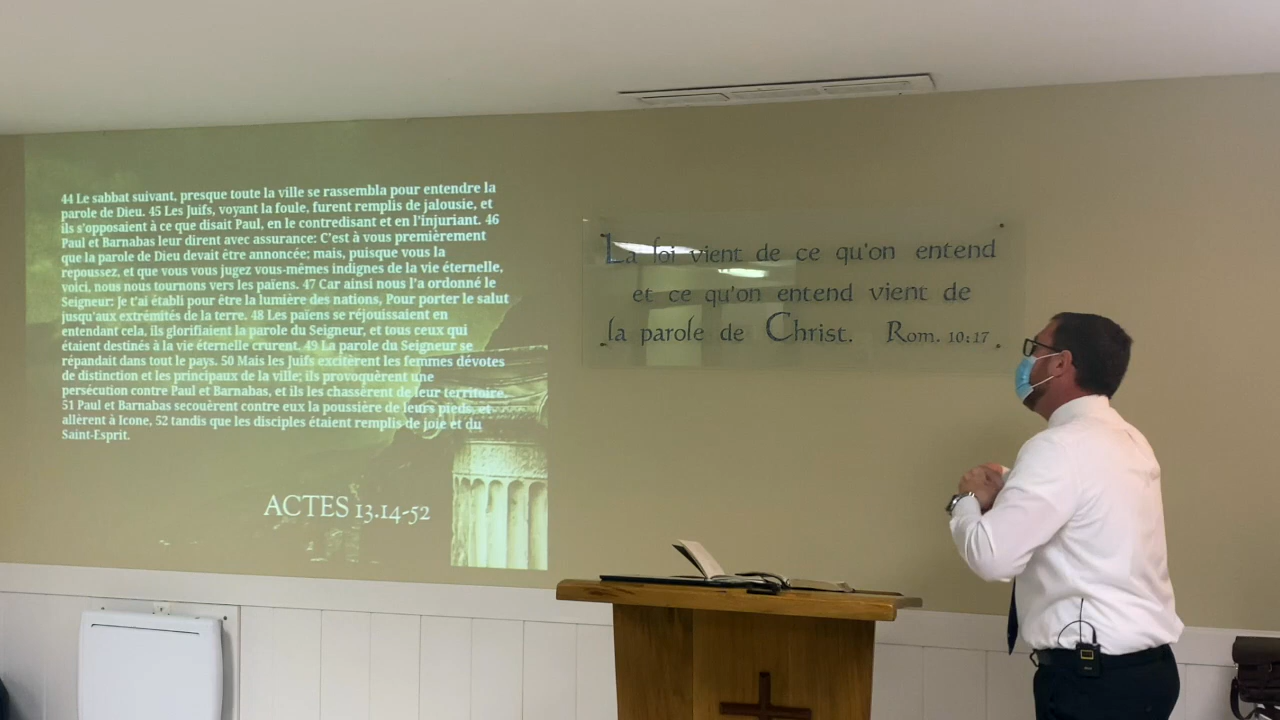 44 Le sabbat suivant, presque toute la ville se rassembla pour entendre la
parole de Dieu. 45 Les Juifs, voyant la foule, furent remplis de jalousie, et
ils s'opposaient à ce que disait Paul, en le contredisant et en l'injuriant. 46
Paul et Barnabas leur dirent avec assurance: C'est à vous premièrement
que la parole de Dieu devait être annoncée; mais, puisque vous la
repoussez, et que vous vous jugez vous-mêmes indignes de la vie éternelle,
voici, nous nous tournons vers les païens. 47 Car ainsi nous l'a ordonné le
Seigneur: Je t'ai établi pour être la lumière des nations, Pour porter le salut
jusqu'aux extrémités de la terre. 48 Les païens se réjouissaient en
entendant cela, ils glorifiaient la parole du Seigneur, et tous ceux qui
étaient destinés à la vie éternelle crurent. 49 La parole du Seigneur se
répandait dans tout le pays. 50 Mais les Juifs excitèrent les femmes dévotes
de distinction et les principaux de la ville; ils provoquèrent une
persécution contre Paul et Barnabas, et ils les chassèrent de leur territoire.
51 Paul et Barnabas secouèrent contre eux la poussière de leurs pieds, et
allèrent à Icone, 52 tandis que les disciples étaient remplis de joie et du
Saint-Esprit.
ACTES 13.14-52
La foi vient de ce qu'on entend
et ce qu'on entend vient de
la parole de Christ. Rom. 10:17